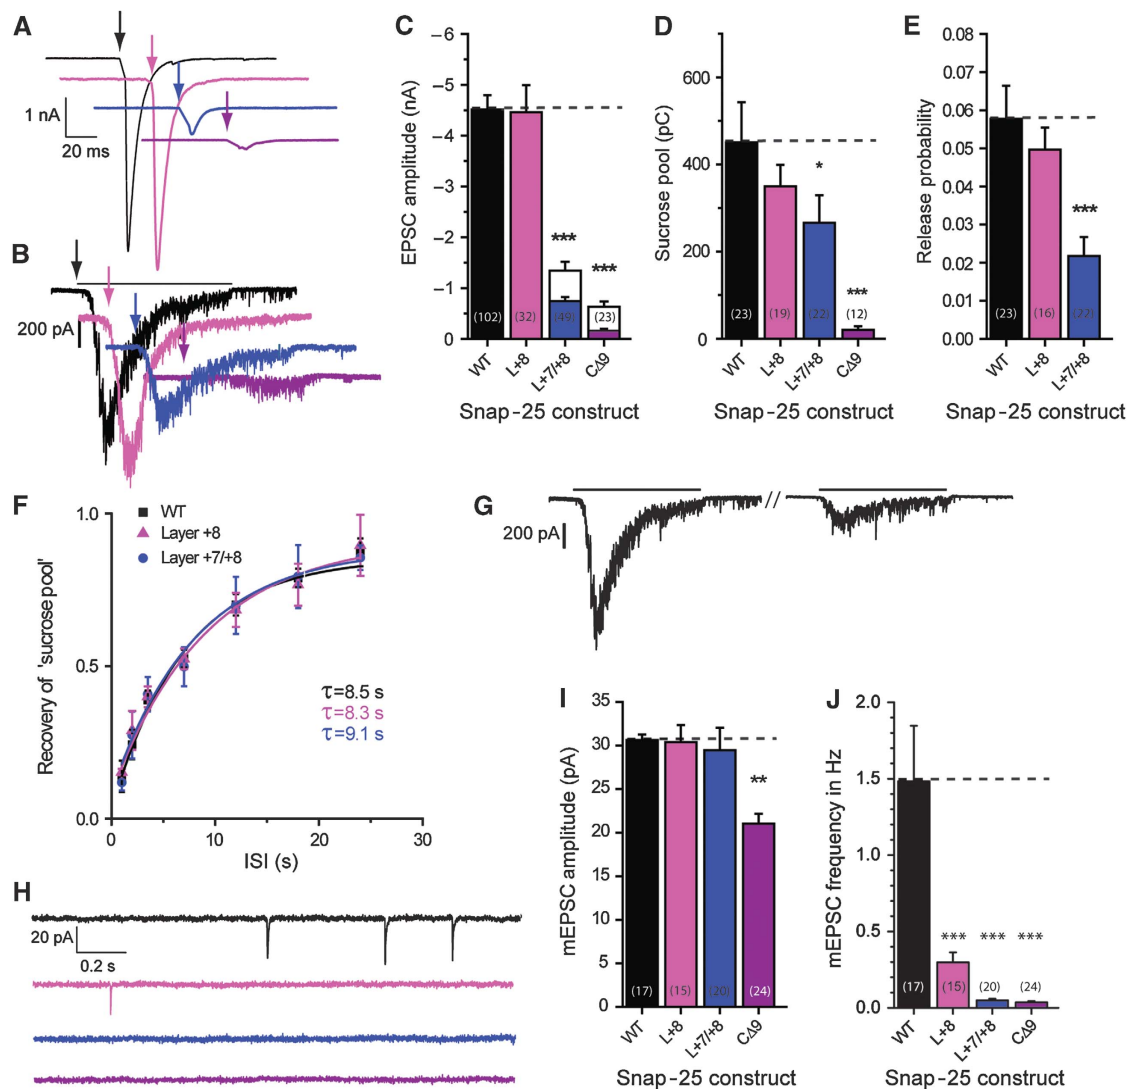 A
1 nA
20 ms
B
200 pA
C
EPSC amplitude (nA)
−6
−5
−4
−3
−2
−1
0
***
***
(102)
(32)
(49)
(23)
WT
L+8
L+7/+8
CΔ9
Snap-25 construct
D
Sucrose pool (pC)
600
400
200
0
*
***
(23)
(19)
(22)
(12)
WT
L+8
L+7/+8
CΔ9
Snap-25 construct
E
Release probability
0.08
0.07
0.06
0.05
0.04
0.03
0.02
0.01
0.00
***
(23)
(16)
(22)
WT
L+8
L+7/+8
Snap-25 construct
F
Recovery of 'sucrose pool'
1.0
0.5
0.0
WT
Layer +8
Layer +7/+8
τ=8.5 s
τ=8.3 s
τ=9.1 s
0
10
20
30
ISI (s)
G
200 pA
//
H
20 pA
0.2 s
I
mEPSC amplitude (pA)
35
30
25
20
15
10
5
0
**
(17)
(15)
(20)
(24)
WT
L+8
L+7/+8
CΔ9
Snap-25 construct
J
mEPSC frequency in Hz
2.0
1.5
1.0
0.5
0.0
***
***
***
(17)
(15)
(20)
(24)
WT
L+8
L+7/+8
CΔ9
Snap-25 construct